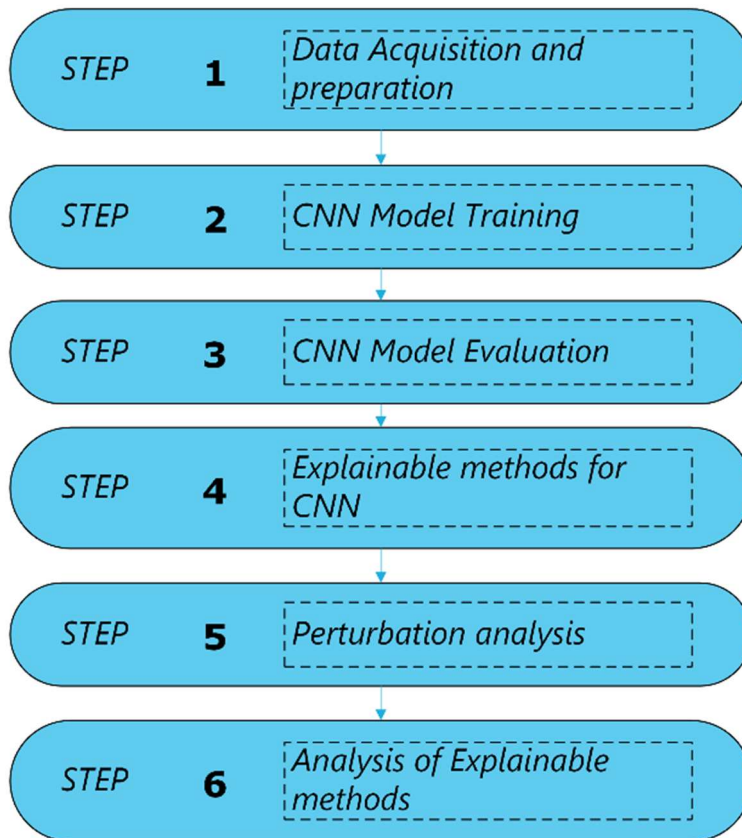 STEP 1 Data Acquisition and
preparation
STEP 2 CNN Model Training
STEP 3 CNN Model Evaluation
STEP 4 Explainable methods for
CNN
STEP 5 Perturbation analysis
STEP 6 Analysis of Explainable
methods